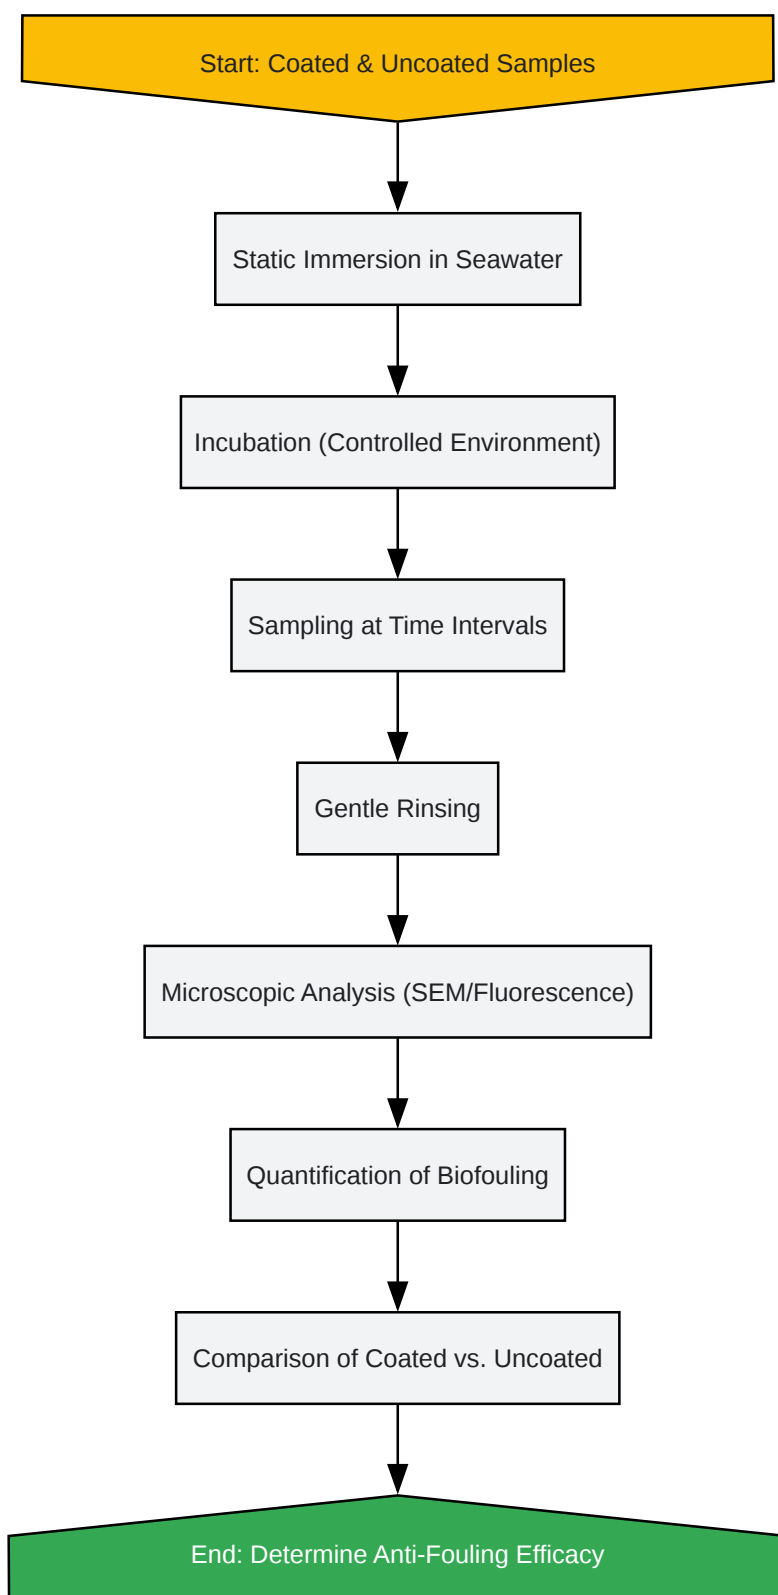 Start: Coated & Uncoated Samples
Static Immersion in Seawater
Incubation (Controlled Environment)
Sampling at Time Intervals
Gentle Rinsing
Microscopic Analysis (SEM/Fluorescence)
Quantification of Biofouling
Comparison of Coated vs. Uncoated
End: Determine Anti-Fouling Efficacy